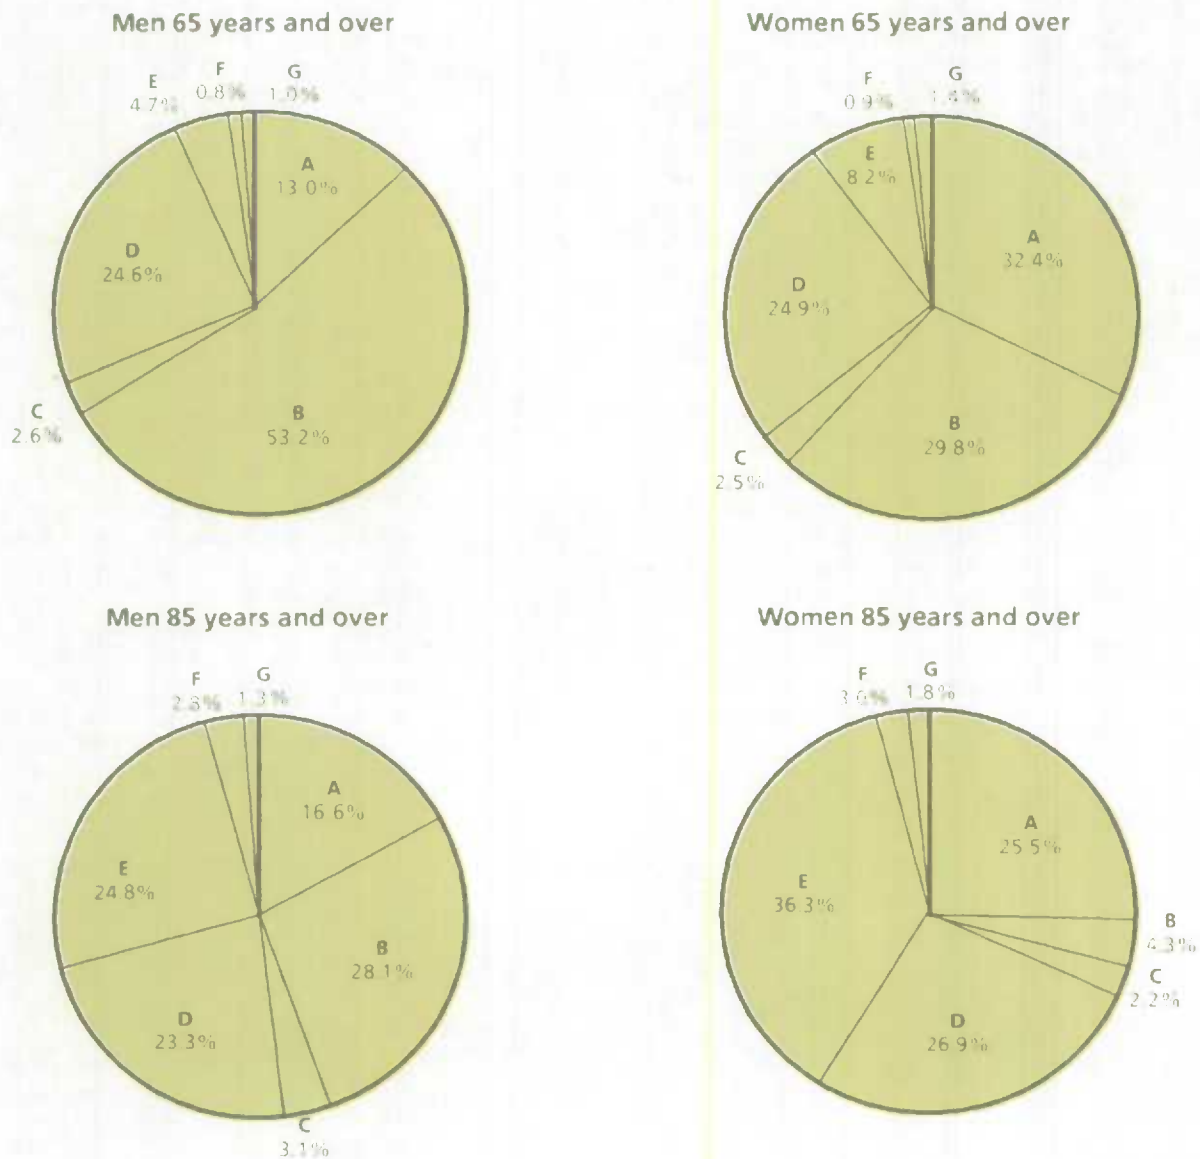 Men 65 years and over
E
4.7%
F
0.8%
G
1.0%
A
13.0%
D
24.6%
C
2.6%
B
53.2%
Women 65 years and over
F
0.9%
G
E
8.2%
A
32.4%
D
24.9%
B
29.8%
C
2.5%
Men 85 years and over
F
2.8%
G
1.3%
A
16.6%
E
24.8%
B
28.1%
D
23.3%
C
3.1%
Women 85 years and over
F
G
1.8%
A
25.5%
E
36.3%
B
4.3%
C
2.2%
D
26.9%